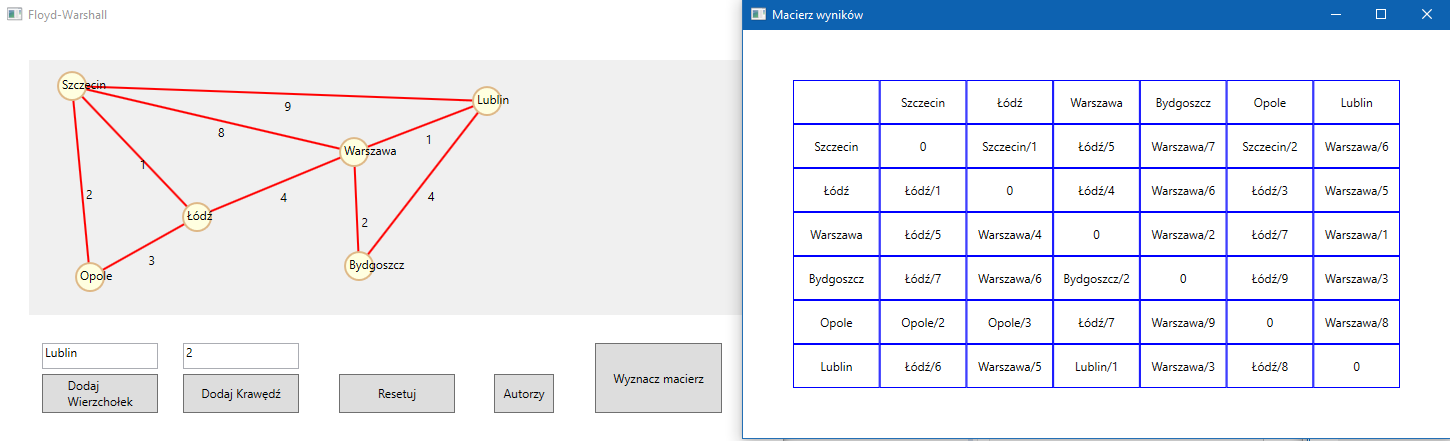 Floyd-Warshall
Szczecin
Lublin
9
8
1
Warszawa
1
2
4
4
Łódź
2
3
Bydgoszcz
Opole
Lublin
2
Dodaj
Wierzchołek
Dodaj Krawędź
Resetuj
Autorzy
Wyznacz macierz
Macierz wyników
Szczecin Łódź Warszawa Bydgoszcz Opole Lublin
Szczecin 0 Szczecin/1 Łódź/5 Warszawa/7 Szczecin/2 Warszawa/6
Łódź Łódź/1 0 Łódź/4 Warszawa/6 Łódź/3 Warszawa/5
Warszawa Łódź/5 Warszawa/4 0 Warszawa/2 Łódź/7 Warszawa/1
Bydgoszcz Łódź/7 Warszawa/6 Bydgoszcz/2 0 Łódź/9 Warszawa/3
Opole Opole/2 Opole/3 Łódź/7 Warszawa/9 0 Warszawa/8
Lublin Łódź/6 Warszawa/5 Lublin/1 Warszawa/3 Łódź/8 0